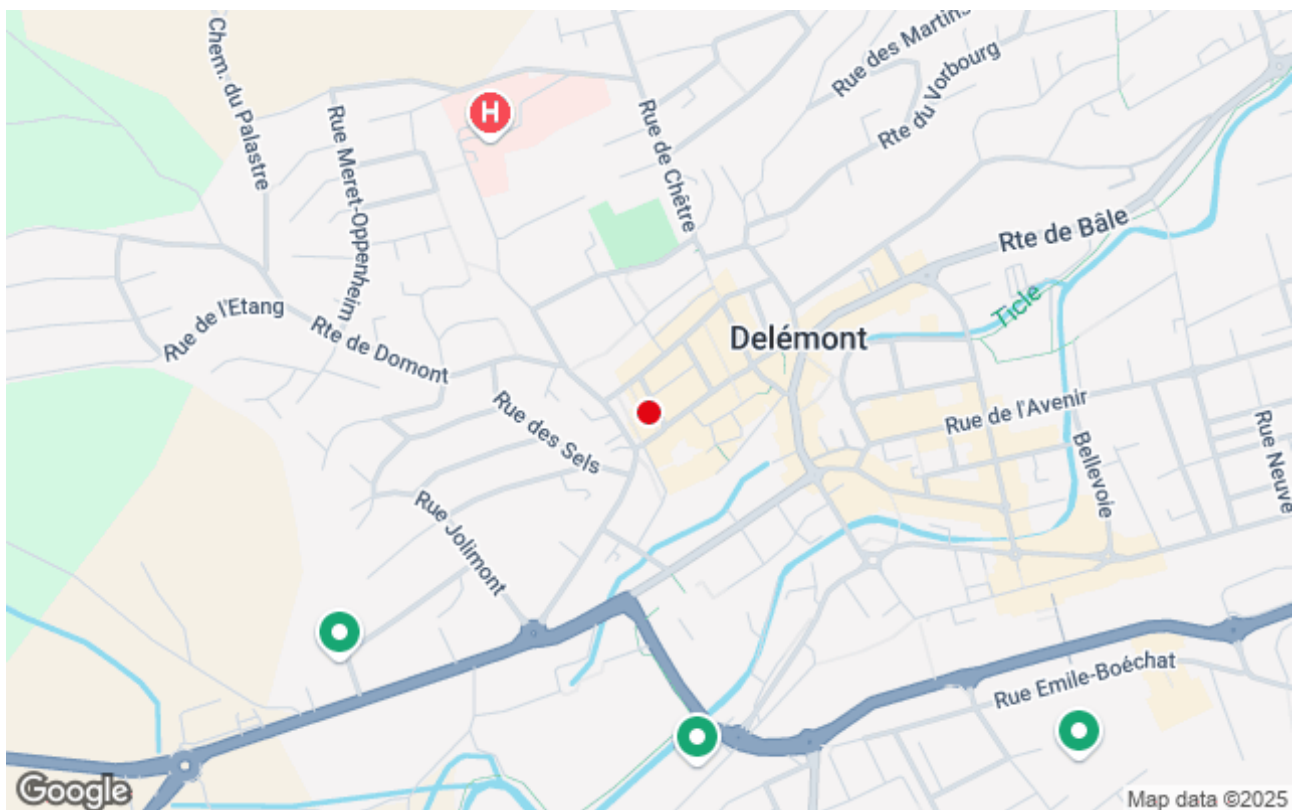 Chem. du Palastre
Rue Meret-Oppenheim
H
Rue de Chêtre
Rue des Martins
Rte du Vorbourg
Rte de Bâle
Ticle
Delémont
Rue de l'Etang
Rte de Domont
Rue des Sels
Rue Jolimont
Rue de l'Avenir
Bellevoie
Rue Neuve
Rue Emile-Boéchat
Google
Map data ©2025